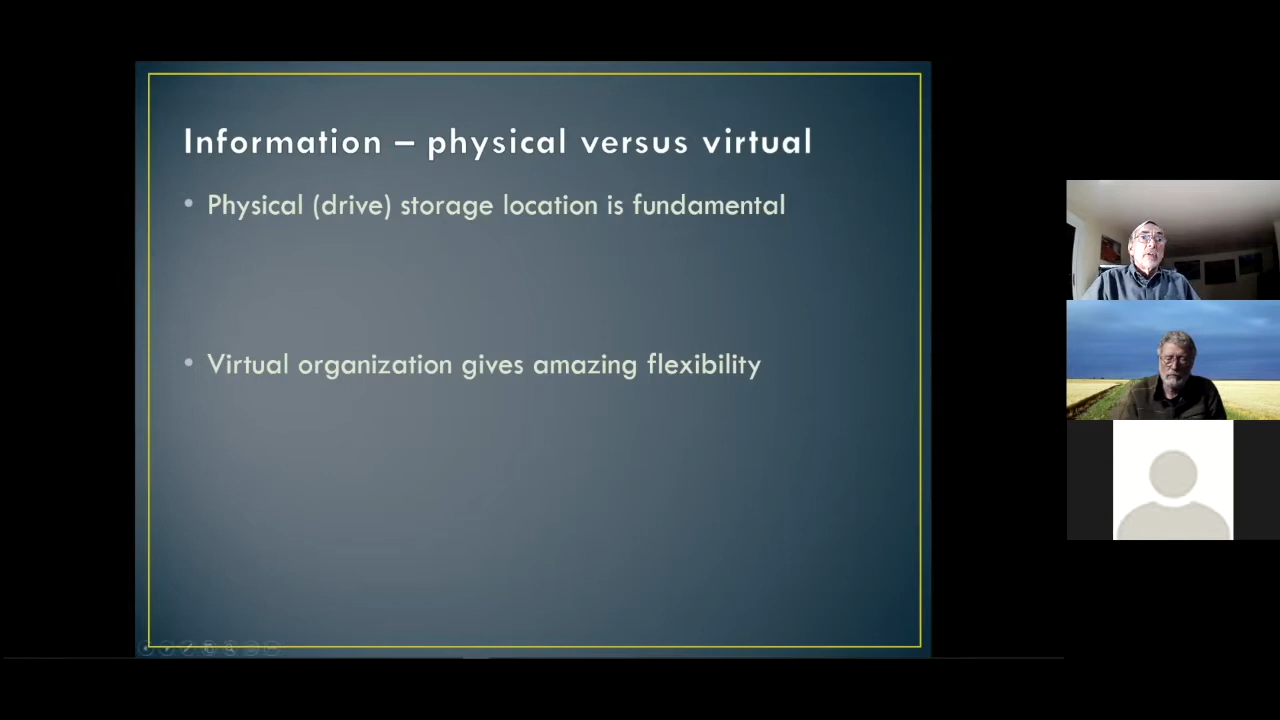 Information – physical versus virtual
• Physical (drive) storage location is fundamental
• Virtual organization gives amazing flexibility